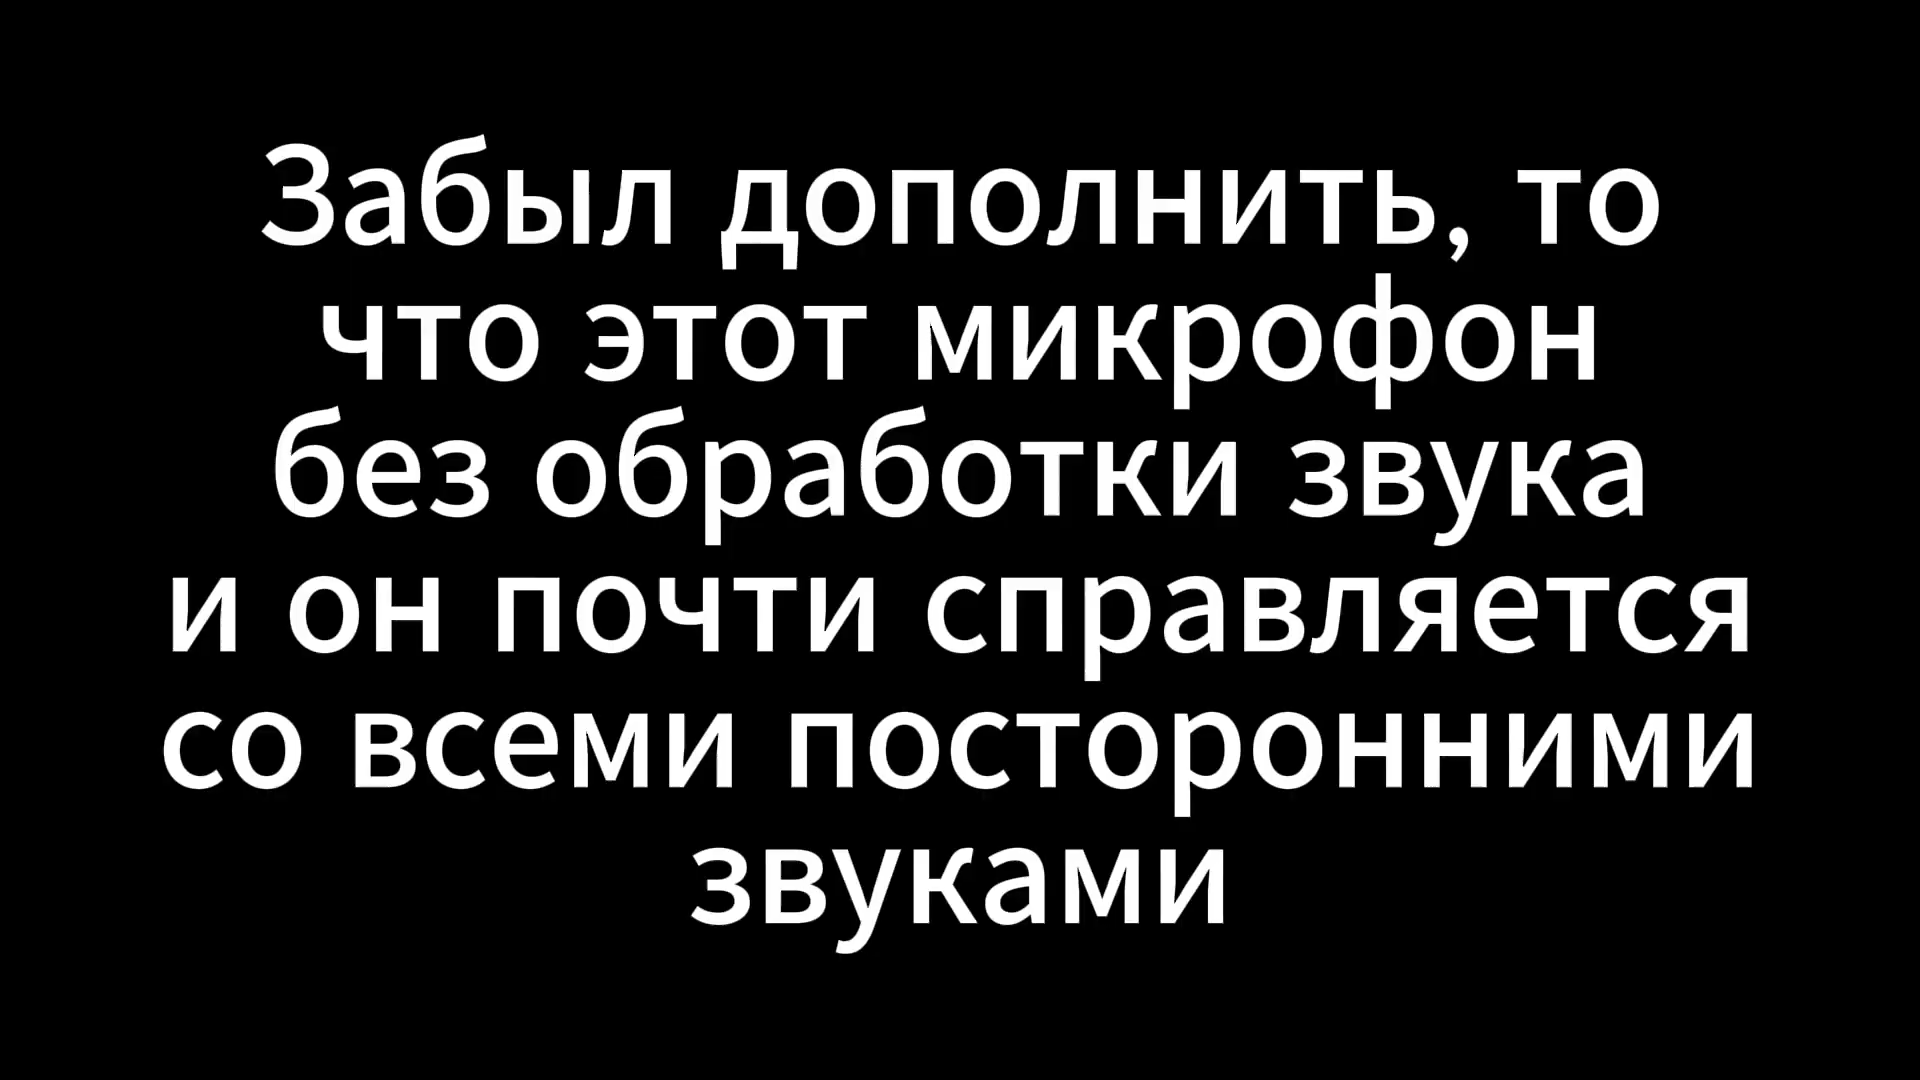 Забыл дополнить, то
что этот микрофон
без обработки звука
и он почти справляется
со всеми посторонними
звуками